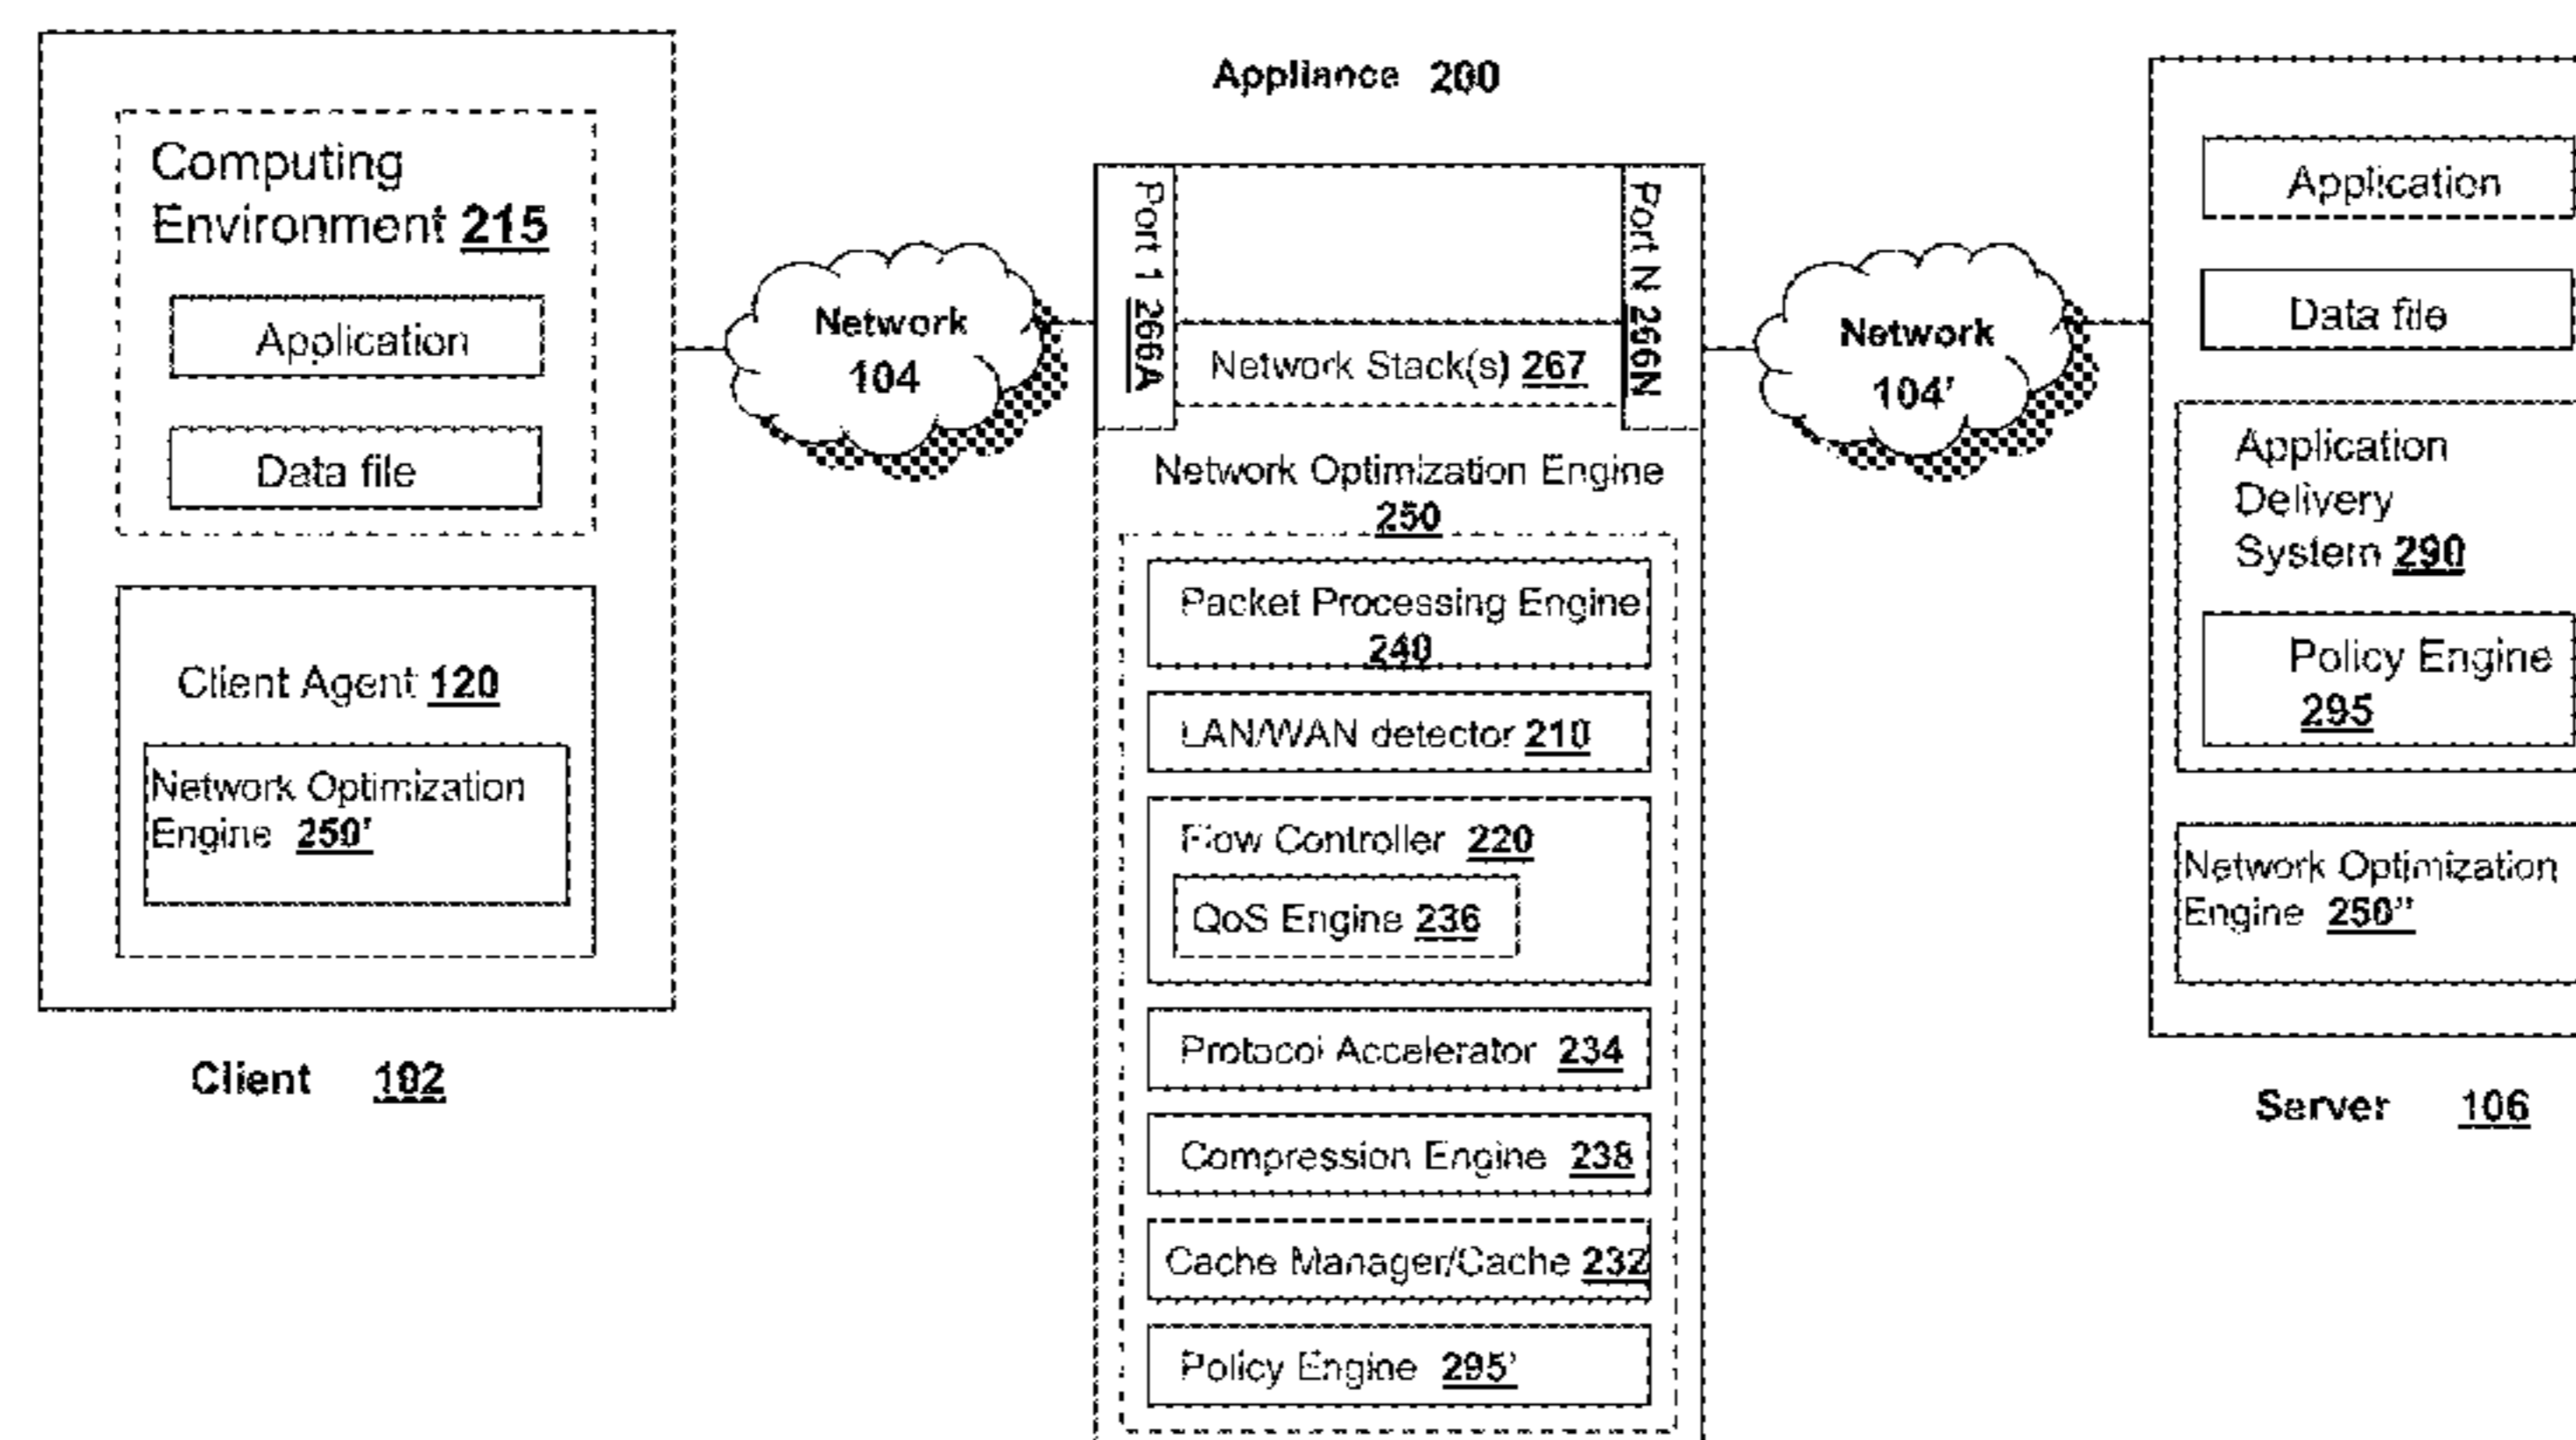 Computing
Environment 215
Application
Data file
Client Agent 120
Network Optimization
Engine 250'
Client 102
Network
104
Appliance 200
Port 1 266A
Port N 266N
Network Stack(s) 267
Network Optimization Engine
250
Packet Processing Engine
240
LAN/WAN detector 210
Flow Controller 220
QoS Engine 236
Protocol Accelerator 234
Compression Engine 238
Cache Manager/Cache 232
Policy Engine 295'
Network
104'
Application
Data file
Application
Delivery
System 290
Policy Engine
295
Network Optimization
Engine 250"
Server 106